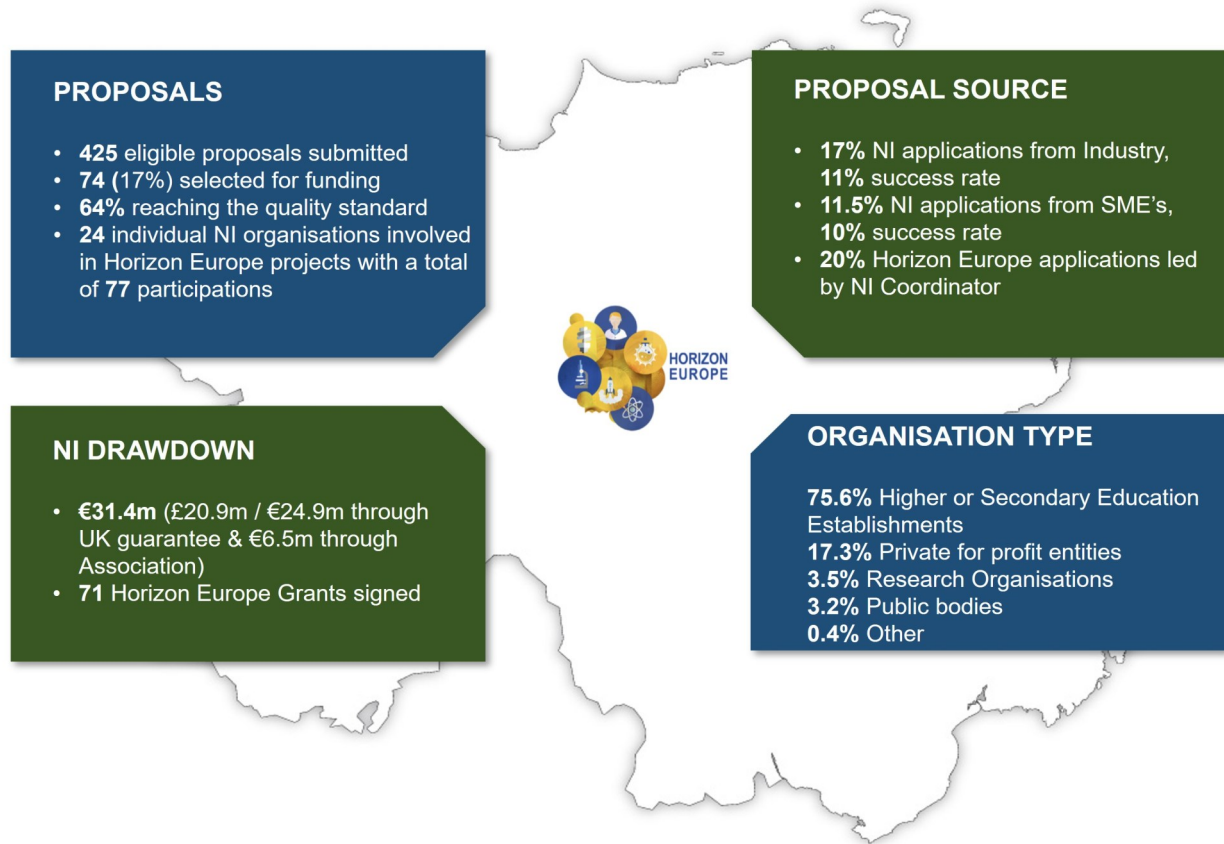 PROPOSALS
• 425 eligible proposals submitted
• 74 (17%) selected for funding
• 64% reaching the quality standard
• 24 individual NI organisations involved
in Horizon Europe projects with a total
of 77 participations
PROPOSAL SOURCE
• 17% NI applications from Industry,
11% success rate
• 11.5% NI applications from SME's,
10% success rate
• 20% Horizon Europe applications led
by NI Coordinator
HORIZON
EUROPE
NI DRAWDOWN
• €31.4m (£20.9m / €24.9m through
UK guarantee & €6.5m through
Association)
• 71 Horizon Europe Grants signed
ORGANISATION TYPE
75.6% Higher or Secondary Education
Establishments
17.3% Private for profit entities
3.5% Research Organisations
3.2% Public bodies
0.4% Other